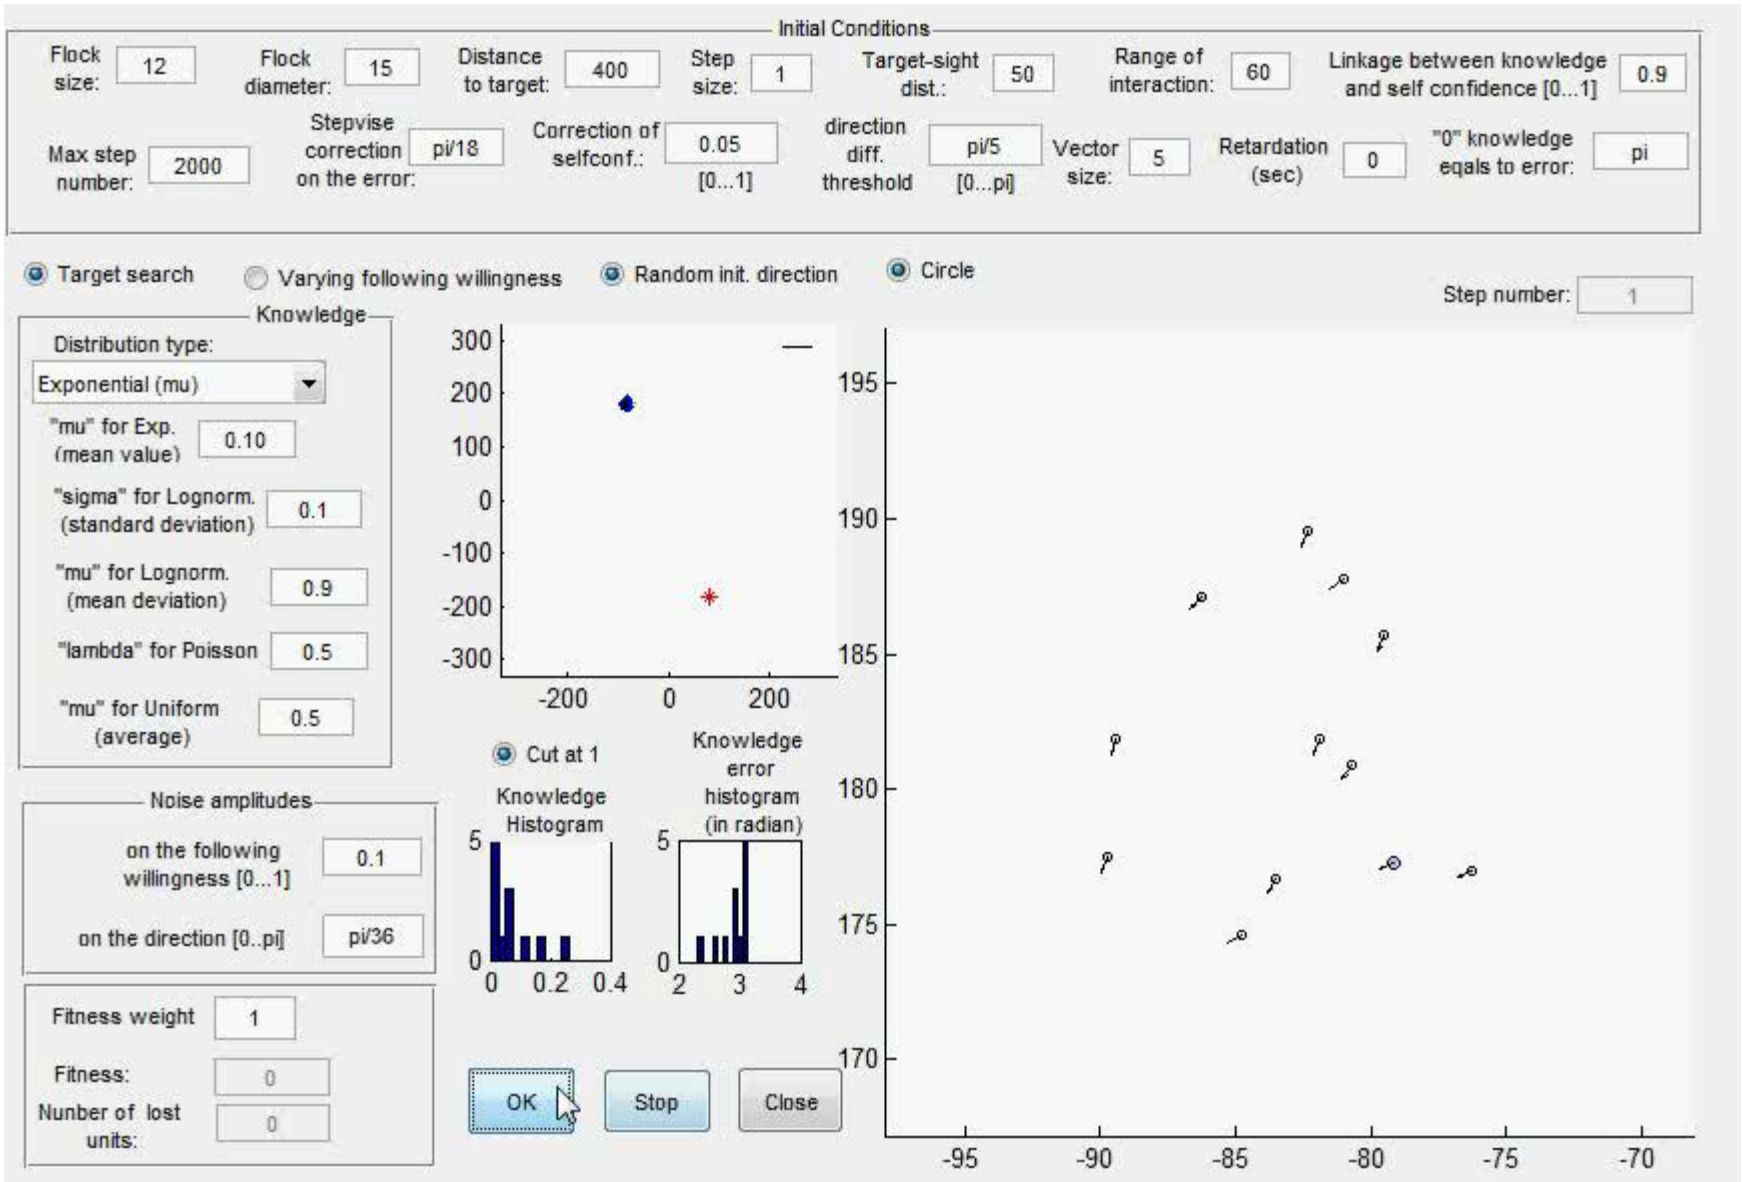 Initial Conditions
Flock size: 12
Flock diameter: 15
Distance to target: 400
Step size: 1
Target-sight dist.: 50
Range of interaction: 60
Linkage between knowledge and self confidence [0...1] 0.9
Max step number: 2000
Stepvise correction on the error: pi/18
Correction of selfconf.: 0.05 [0...1]
direction diff. threshold pi/5 [0...pi]
Vector size: 5
Retardation (sec) 0
"0" knowledge eqals to error: pi
Target search
Varying following willingness
Random init. direction
Circle
Step number: 1
Knowledge
Distribution type:
Exponential (mu)
"mu" for Exp. (mean value) 0.10
"sigma" for Lognorm. (standard deviation) 0.1
"mu" for Lognorm. (mean deviation) 0.9
"lambda" for Poisson 0.5
"mu" for Uniform (average) 0.5
Noise amplitudes
on the following willingness [0...1] 0.1
on the direction [0..pi] pi/36
Fitness weight 1
Fitness: 0
Nunber of lost units: 0
300
200
100
0
-100
-200
-300
-200 0 200
Cut at 1
Knowledge Histogram
5
0
0 0.2 0.4
Knowledge error histogram (in radian)
5
0
2 3 4
OK
Stop
Close
195
190
185
180
175
170
-95 -90 -85 -80 -75 -70